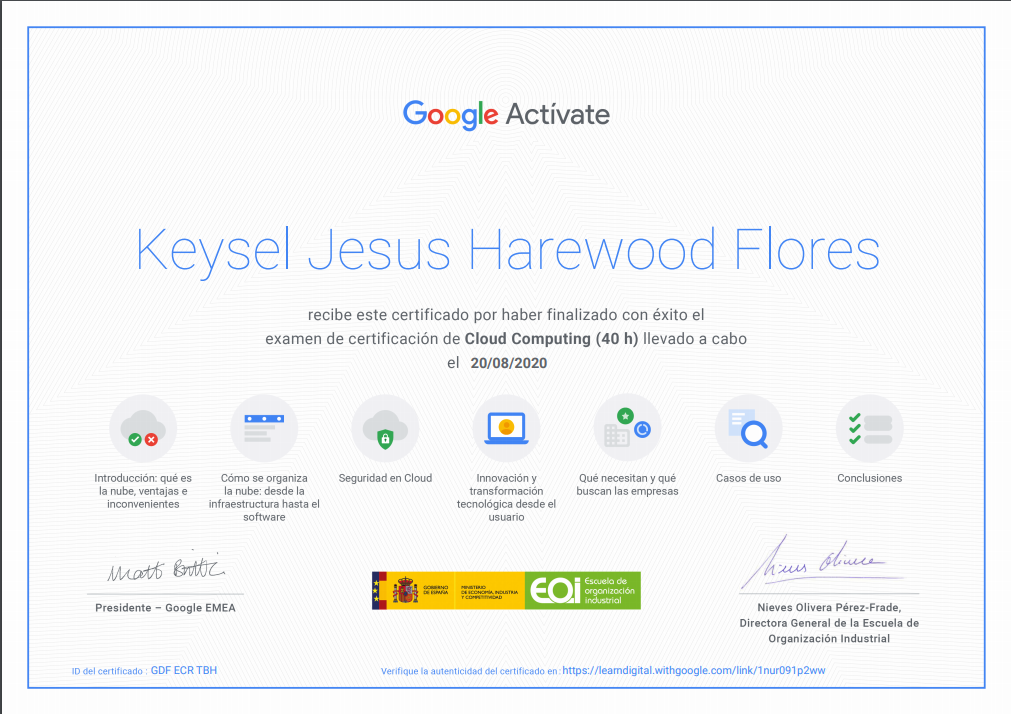 Google Actívate
Keysel Jesus Harewood Flores
recibe este certificado por haber finalizado con éxito el
examen de certificación de Cloud Computing (40 h) llevado a cabo
el 20/08/2020
Introducción: qué es
la nube, ventajas e
inconvenientes
Cómo se organiza
la nube: desde la
infraestructura hasta el
software
Seguridad en Cloud
Innovación y
transformación
tecnológica desde el
usuario
Qué necesitan y qué
buscan las empresas
Casos de uso
Conclusiones
Matt Brittin
Presidente – Google EMEA
GOBIERNO
DE ESPAÑA
MINISTERIO
DE ECONOMÍA, INDUSTRIA
Y COMPETITIVIDAD
EOI
Escuela de
organización
industrial
Nieves Olivera
Nieves Olivera Pérez-Frade,
Directora General de la Escuela de
Organización Industrial
ID del certificado : GDF ECR TBH
Verifique la autenticidad del certificado en : https://learndigital.withgoogle.com/link/1nur091p2ww